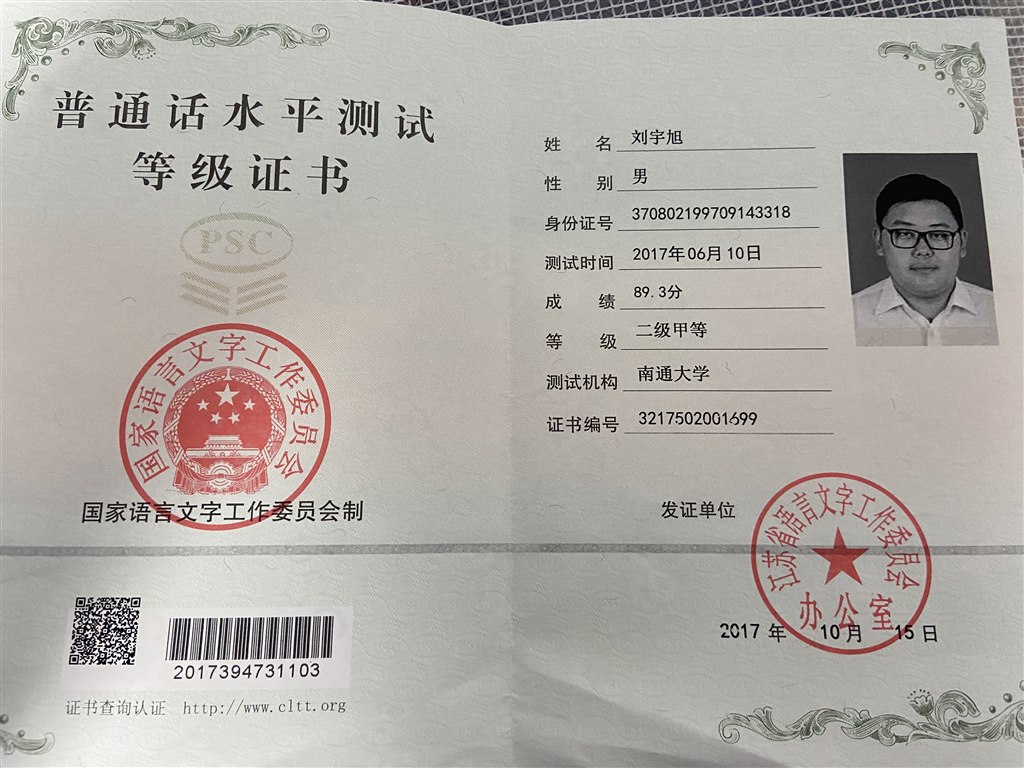 普通话水平测试
等级证书
PSC
国家语言文字工作委员会
国家语言文字工作委员会制
2017394731103
证书查询认证 http://www.cltt.org
姓 名 刘宇旭
性 别 男
身份证号 370802199709143318
测试时间 2017年06月10日
成 绩 89.3分
等 级 二级甲等
测试机构 南通大学
证书编号 3217502001699
发证单位
江苏省语言文字工作委员会
办公室
2017 年 10 月 15 日